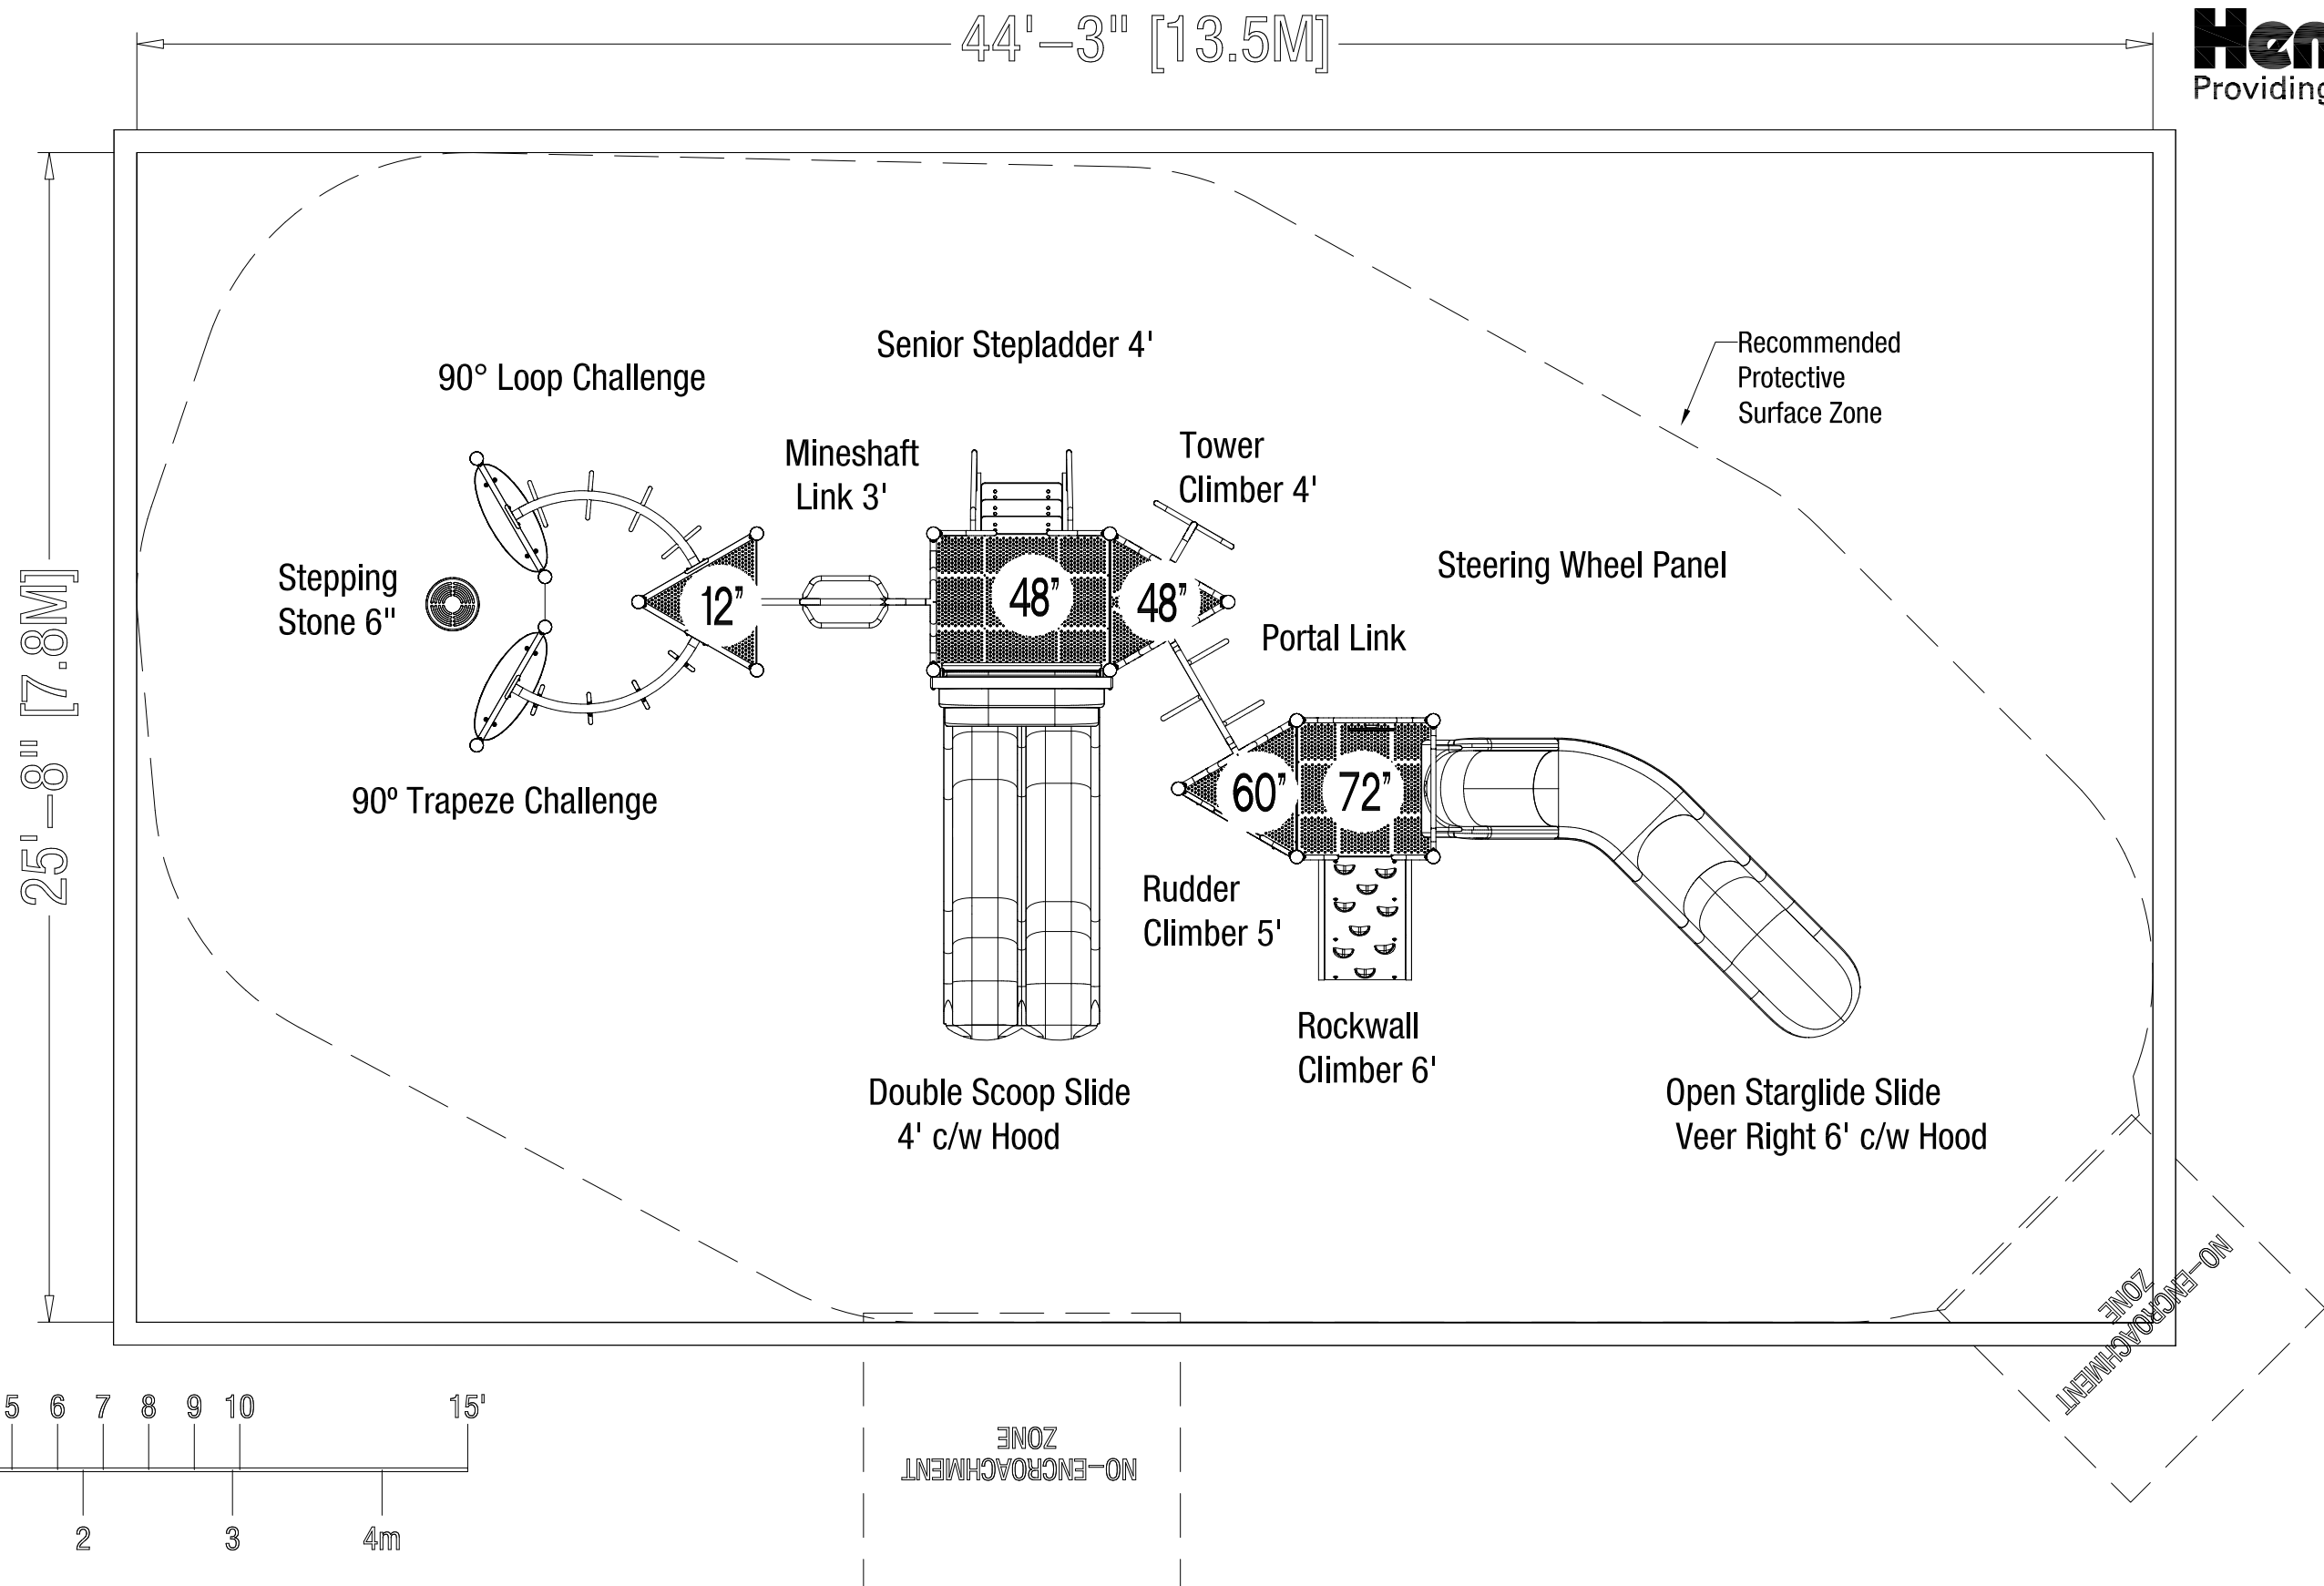 44'–3" [13.5M]
Providing
25'–8" [7.8M]
Senior Stepladder 4'
90° Loop Challenge
Recommended
Protective
Surface Zone
Mineshaft
Link 3'
Tower
Climber 4'
Stepping
Stone 6"
Steering Wheel Panel
12"
48"
48"
Portal Link
90º Trapeze Challenge
60"
72"
Rudder
Climber 5'
Rockwall
Climber 6'
Double Scoop Slide
4' c/w Hood
Open Starglide Slide
Veer Right 6' c/w Hood
NO–ENCROACHMENT
ZONE
NO–ENCROACHMENT
ZONE
5 6 7 8 9 10 15'
2 3 4m